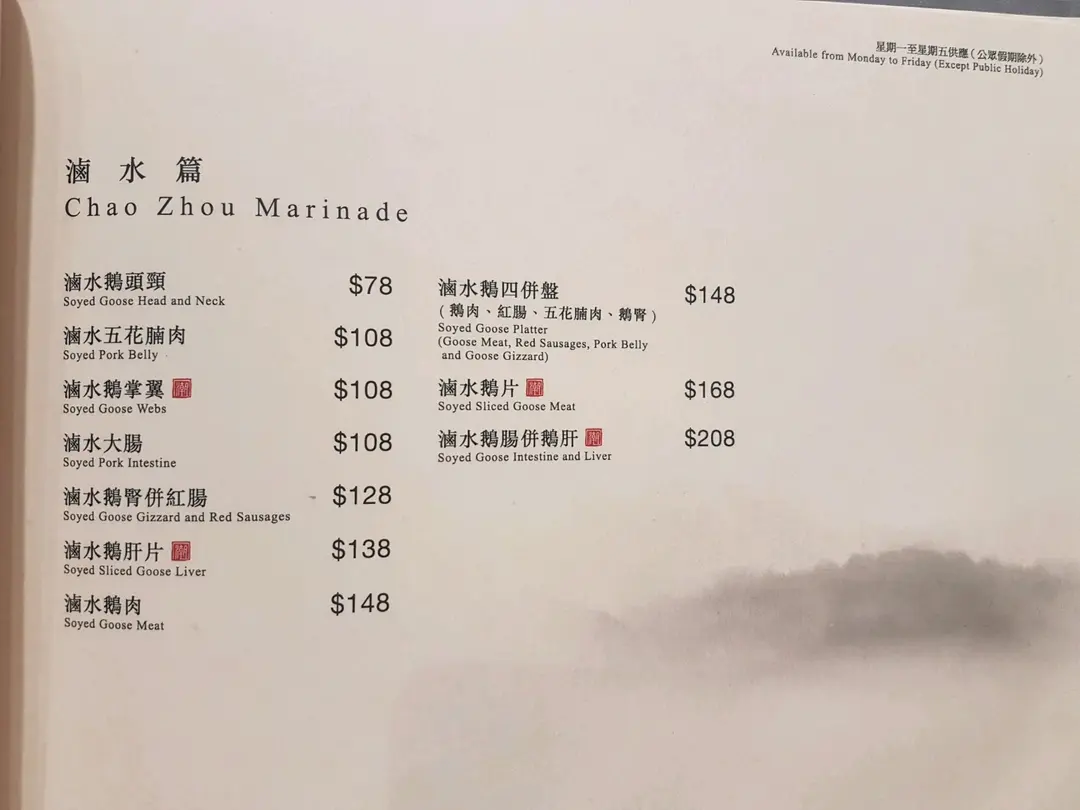 星期一至星期五供應（公眾假期除外）
Available from Monday to Friday (Except Public Holiday)
滷水篇
Chao Zhou Marinade
滷水鵝頭頸 $78
Soyed Goose Head and Neck
滷水五花腩肉 $108
Soyed Pork Belly
滷水鵝掌翼 $108
Soyed Goose Webs
滷水大腸 $108
Soyed Pork Intestine
滷水鵝腎併紅腸 $128
Soyed Goose Gizzard and Red Sausages
滷水鵝肝片 $138
Soyed Sliced Goose Liver
滷水鵝肉 $148
Soyed Goose Meat
滷水鵝四併盤 $148
（鵝肉、紅腸、五花腩肉、鵝腎）
Soyed Goose Platter
(Goose Meat, Red Sausages, Pork Belly
and Goose Gizzard)
滷水鵝片 $168
Soyed Sliced Goose Meat
滷水鵝腸併鵝肝 $208
Soyed Goose Intestine and Liver